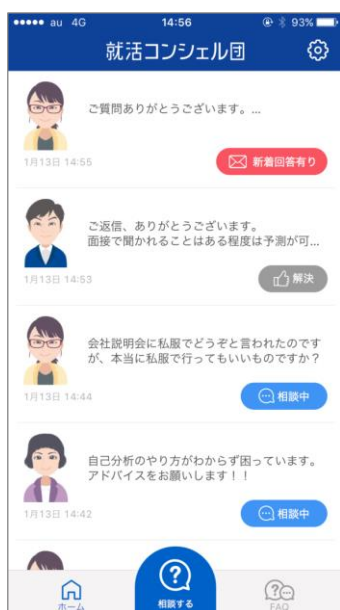 au 4G 14:56 93%
就活コンシェル団
ご質問ありがとうございます。...
1月13日 14:55
新着回答有り
ご返信、ありがとうございます。
面接で聞かれることはある程度は予測が可...
1月13日 14:53
解決
会社説明会に私服でどうぞと言われたのです
が、本当に私服で行ってもいいものですか？
1月13日 14:44
相談中
自己分析のやり方がわからず困っています。
アドバイスをお願いします！！
1月13日 14:42
相談中
ホーム
相談する
FAQ